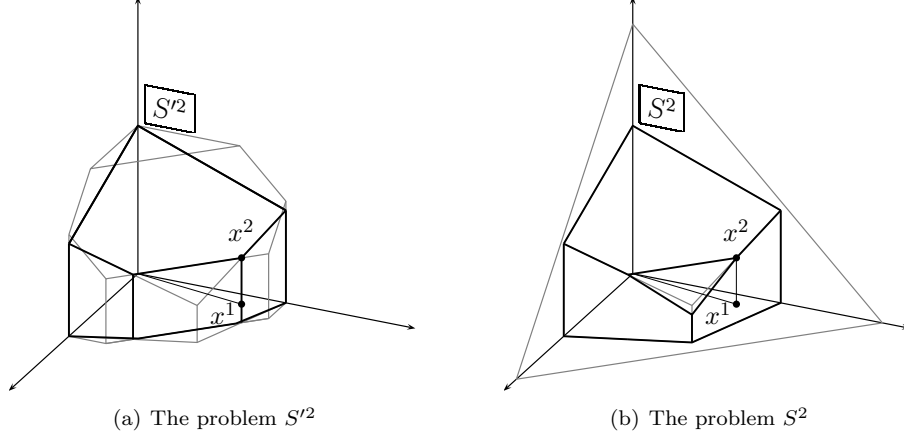 S′²
x²
x¹
(a) The problem S′²
S²
x²
x¹
(b) The problem S²